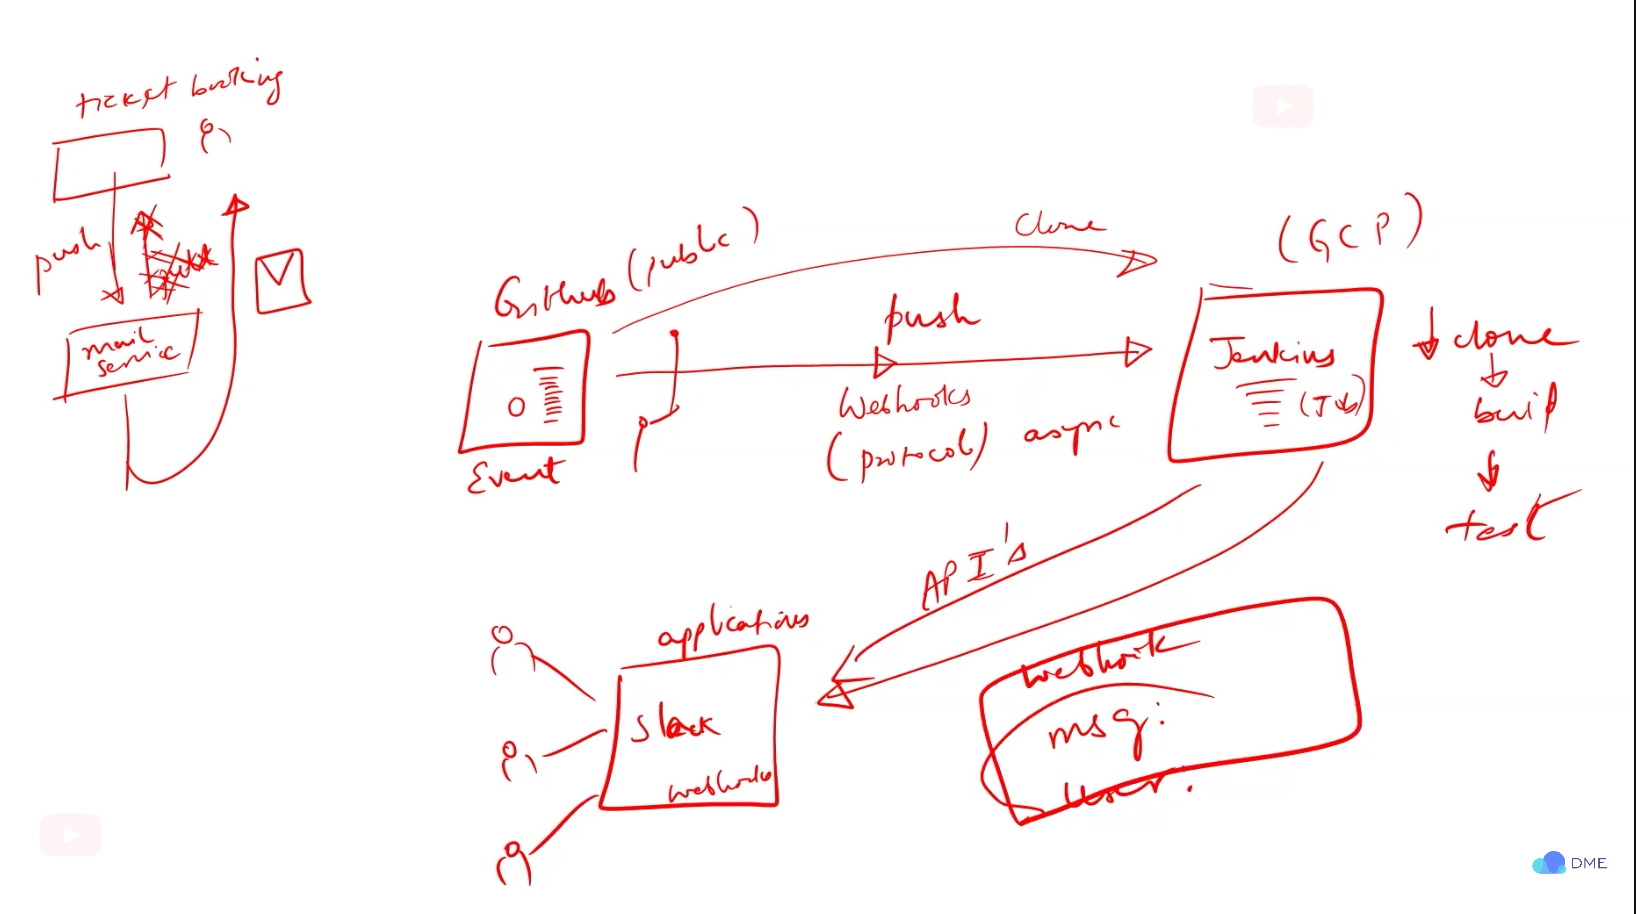 ticket booking
push
mail
service
Github (public)
Event
Clone
push
Webhooks
(protocol) async
(GCP)
Jenkins
(Job)
clone
build
test
API's
applications
Slack
webhooks
webhook
msg:
User:
DME